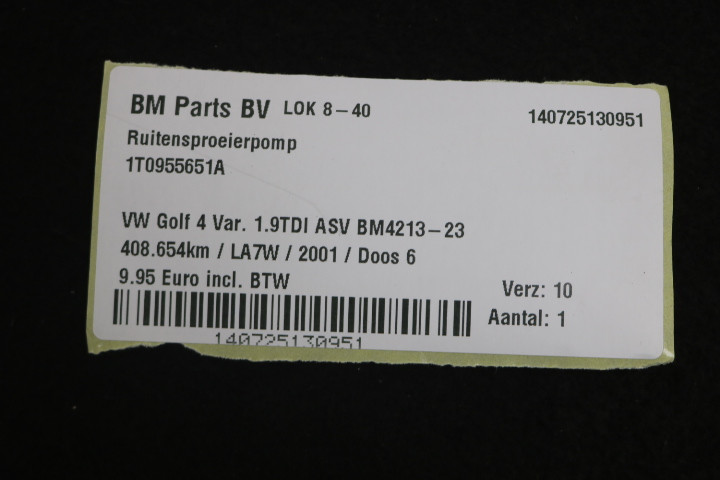 BM Parts BV LOK 8-40 140725130951
Ruitensproeierpomp
1T0955651A
VW Golf 4 Var. 1.9TDI ASV BM4213-23
408.654km / LA7W / 2001 / Doos 6
9.95 Euro incl. BTW Verz: 10
Aantal: 1
140725130951